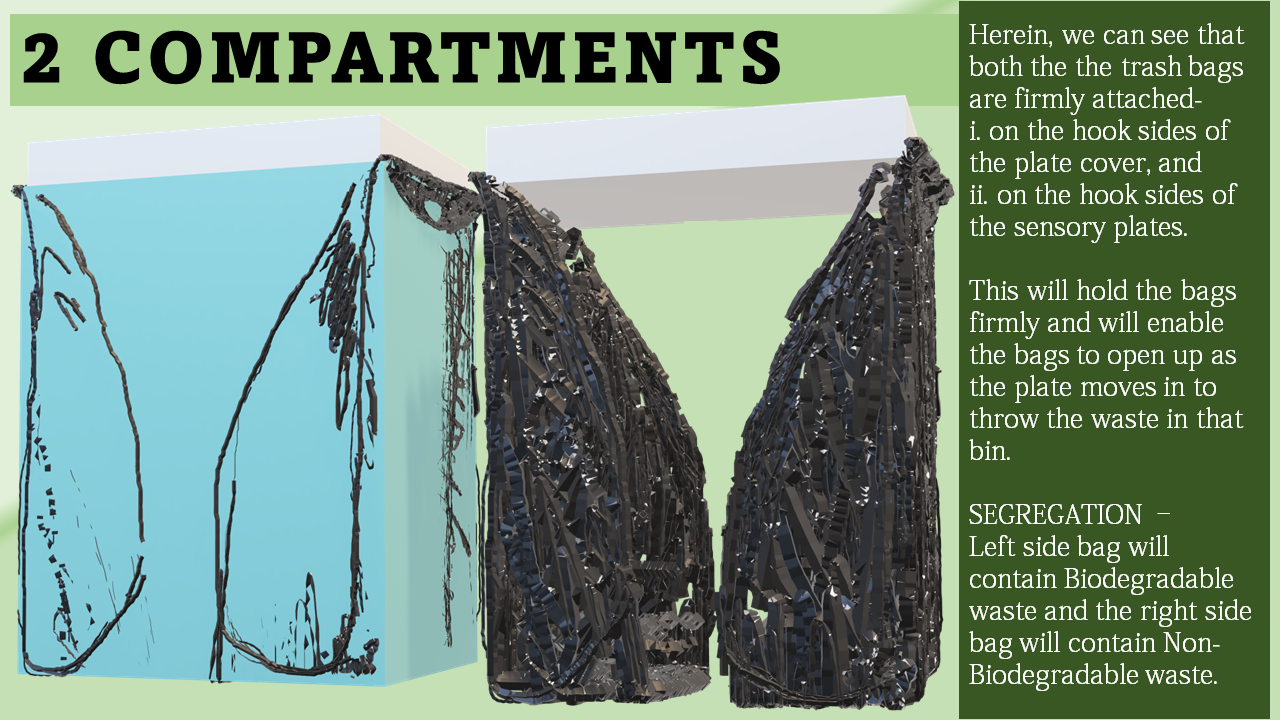 2 COMPARTMENTS
Herein, we can see that
both the the trash bags
are firmly attached-
i. on the hook sides of
the plate cover, and
ii. on the hook sides of
the sensory plates.
This will hold the bags
firmly and will enable
the bags to open up as
the plate moves in to
throw the waste in that
bin.
SEGREGATION –
Left side bag will
contain Biodegradable
waste and the right side
bag will contain Non-
Biodegradable waste.